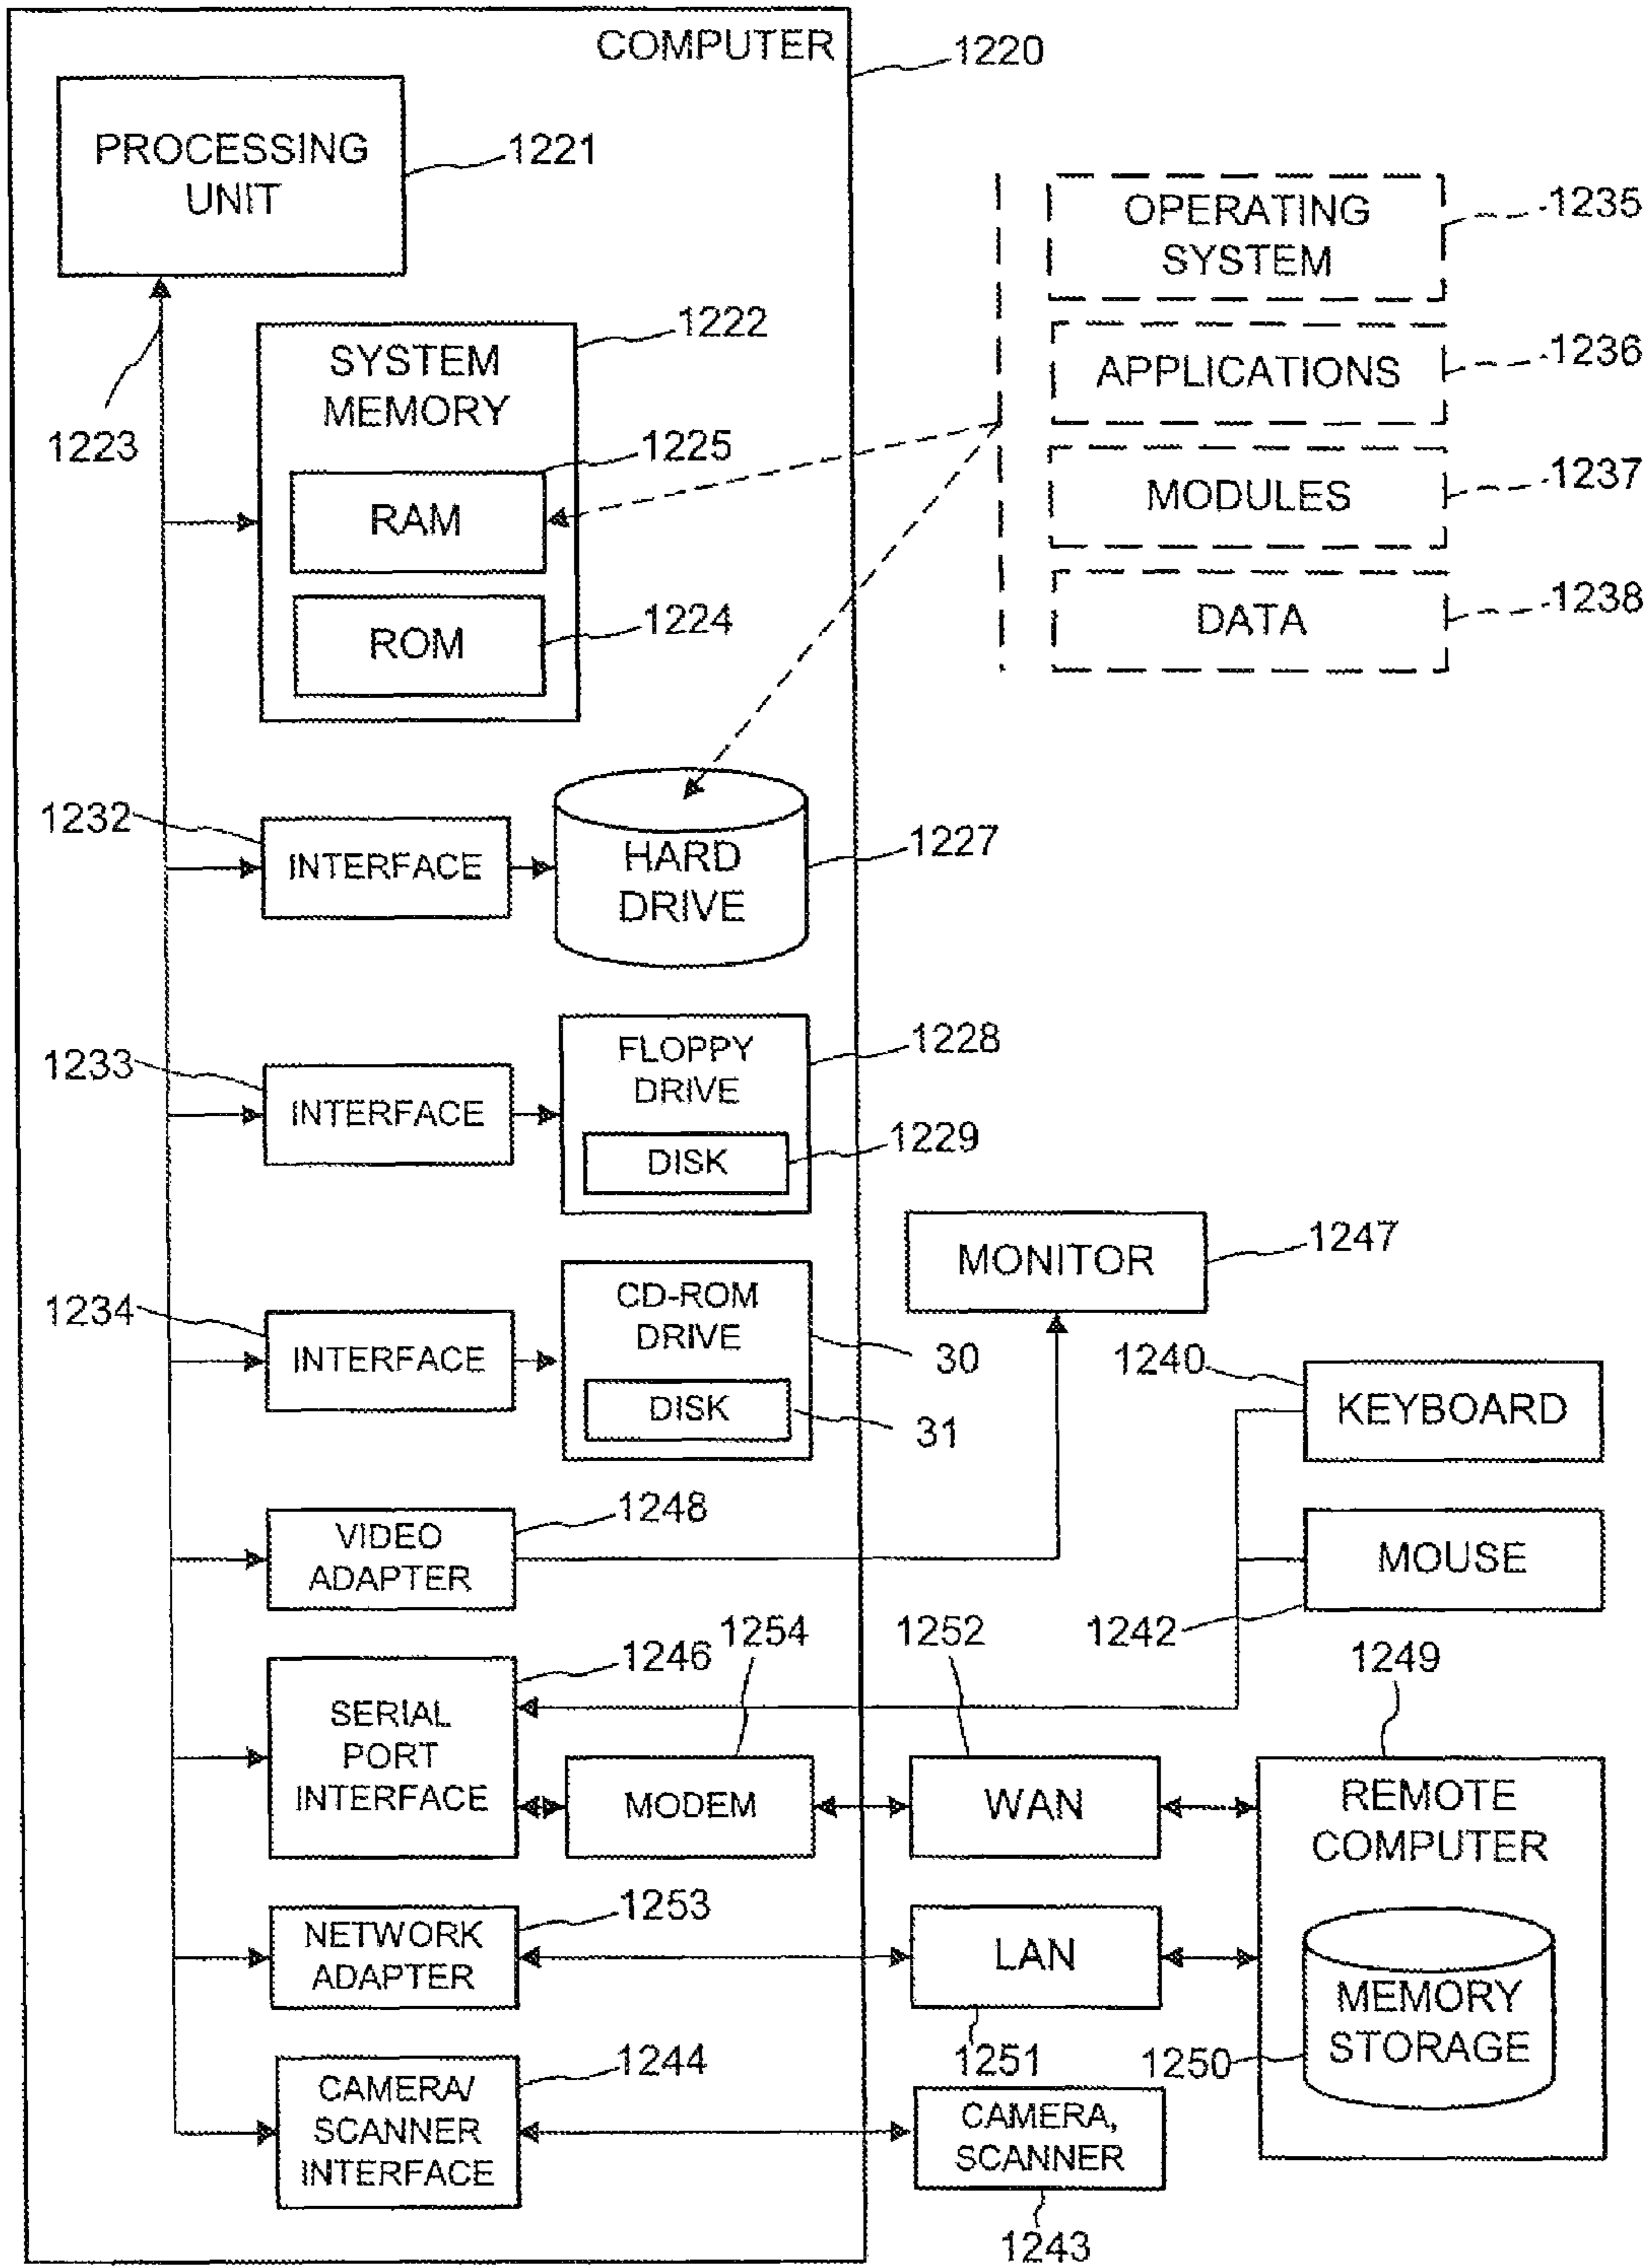 COMPUTER
1220
PROCESSING
UNIT
1221
1223
SYSTEM
MEMORY
1222
RAM
1225
ROM
1224
OPERATING
SYSTEM
1235
APPLICATIONS
1236
MODULES
1237
DATA
1238
1232
INTERFACE
HARD
DRIVE
1227
1233
INTERFACE
FLOPPY
DRIVE
1228
DISK
1229
1234
INTERFACE
CD-ROM
DRIVE
30
DISK
31
MONITOR
1247
1240
KEYBOARD
MOUSE
1242
VIDEO
ADAPTER
1248
SERIAL
PORT
INTERFACE
1246
MODEM
1254
WAN
1252
1249
REMOTE
COMPUTER
MEMORY
STORAGE
1250
NETWORK
ADAPTER
1253
LAN
1251
CAMERA/
SCANNER
INTERFACE
1244
CAMERA,
SCANNER
1243